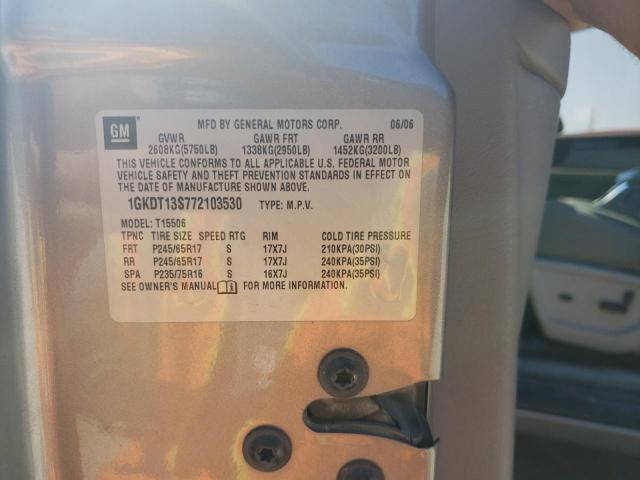 GM MFD BY GENERAL MOTORS CORP. 06/06
GVWR GAWR FRT GAWR RR
2608KG(5750LB) 1338KG(2950LB) 1452KG(3200LB)
THIS VEHICLE CONFORMS TO ALL APPLICABLE U.S. FEDERAL MOTOR
VEHICLE SAFETY AND THEFT PREVENTION STANDARDS IN EFFECT ON
THE DATE OF MANUFACTURE SHOWN ABOVE.
1GKDT13S772103530 TYPE: M.P.V.
MODEL: T15506
TPNC TIRE SIZE SPEED RTG RIM COLD TIRE PRESSURE
FRT P245/65R17 S 17X7J 210KPA(30PSI)
RR P245/65R17 S 17X7J 240KPA(35PSI)
SPA P235/75R16 S 16X7J 240KPA(35PSI)
SEE OWNER'S MANUAL FOR MORE INFORMATION.